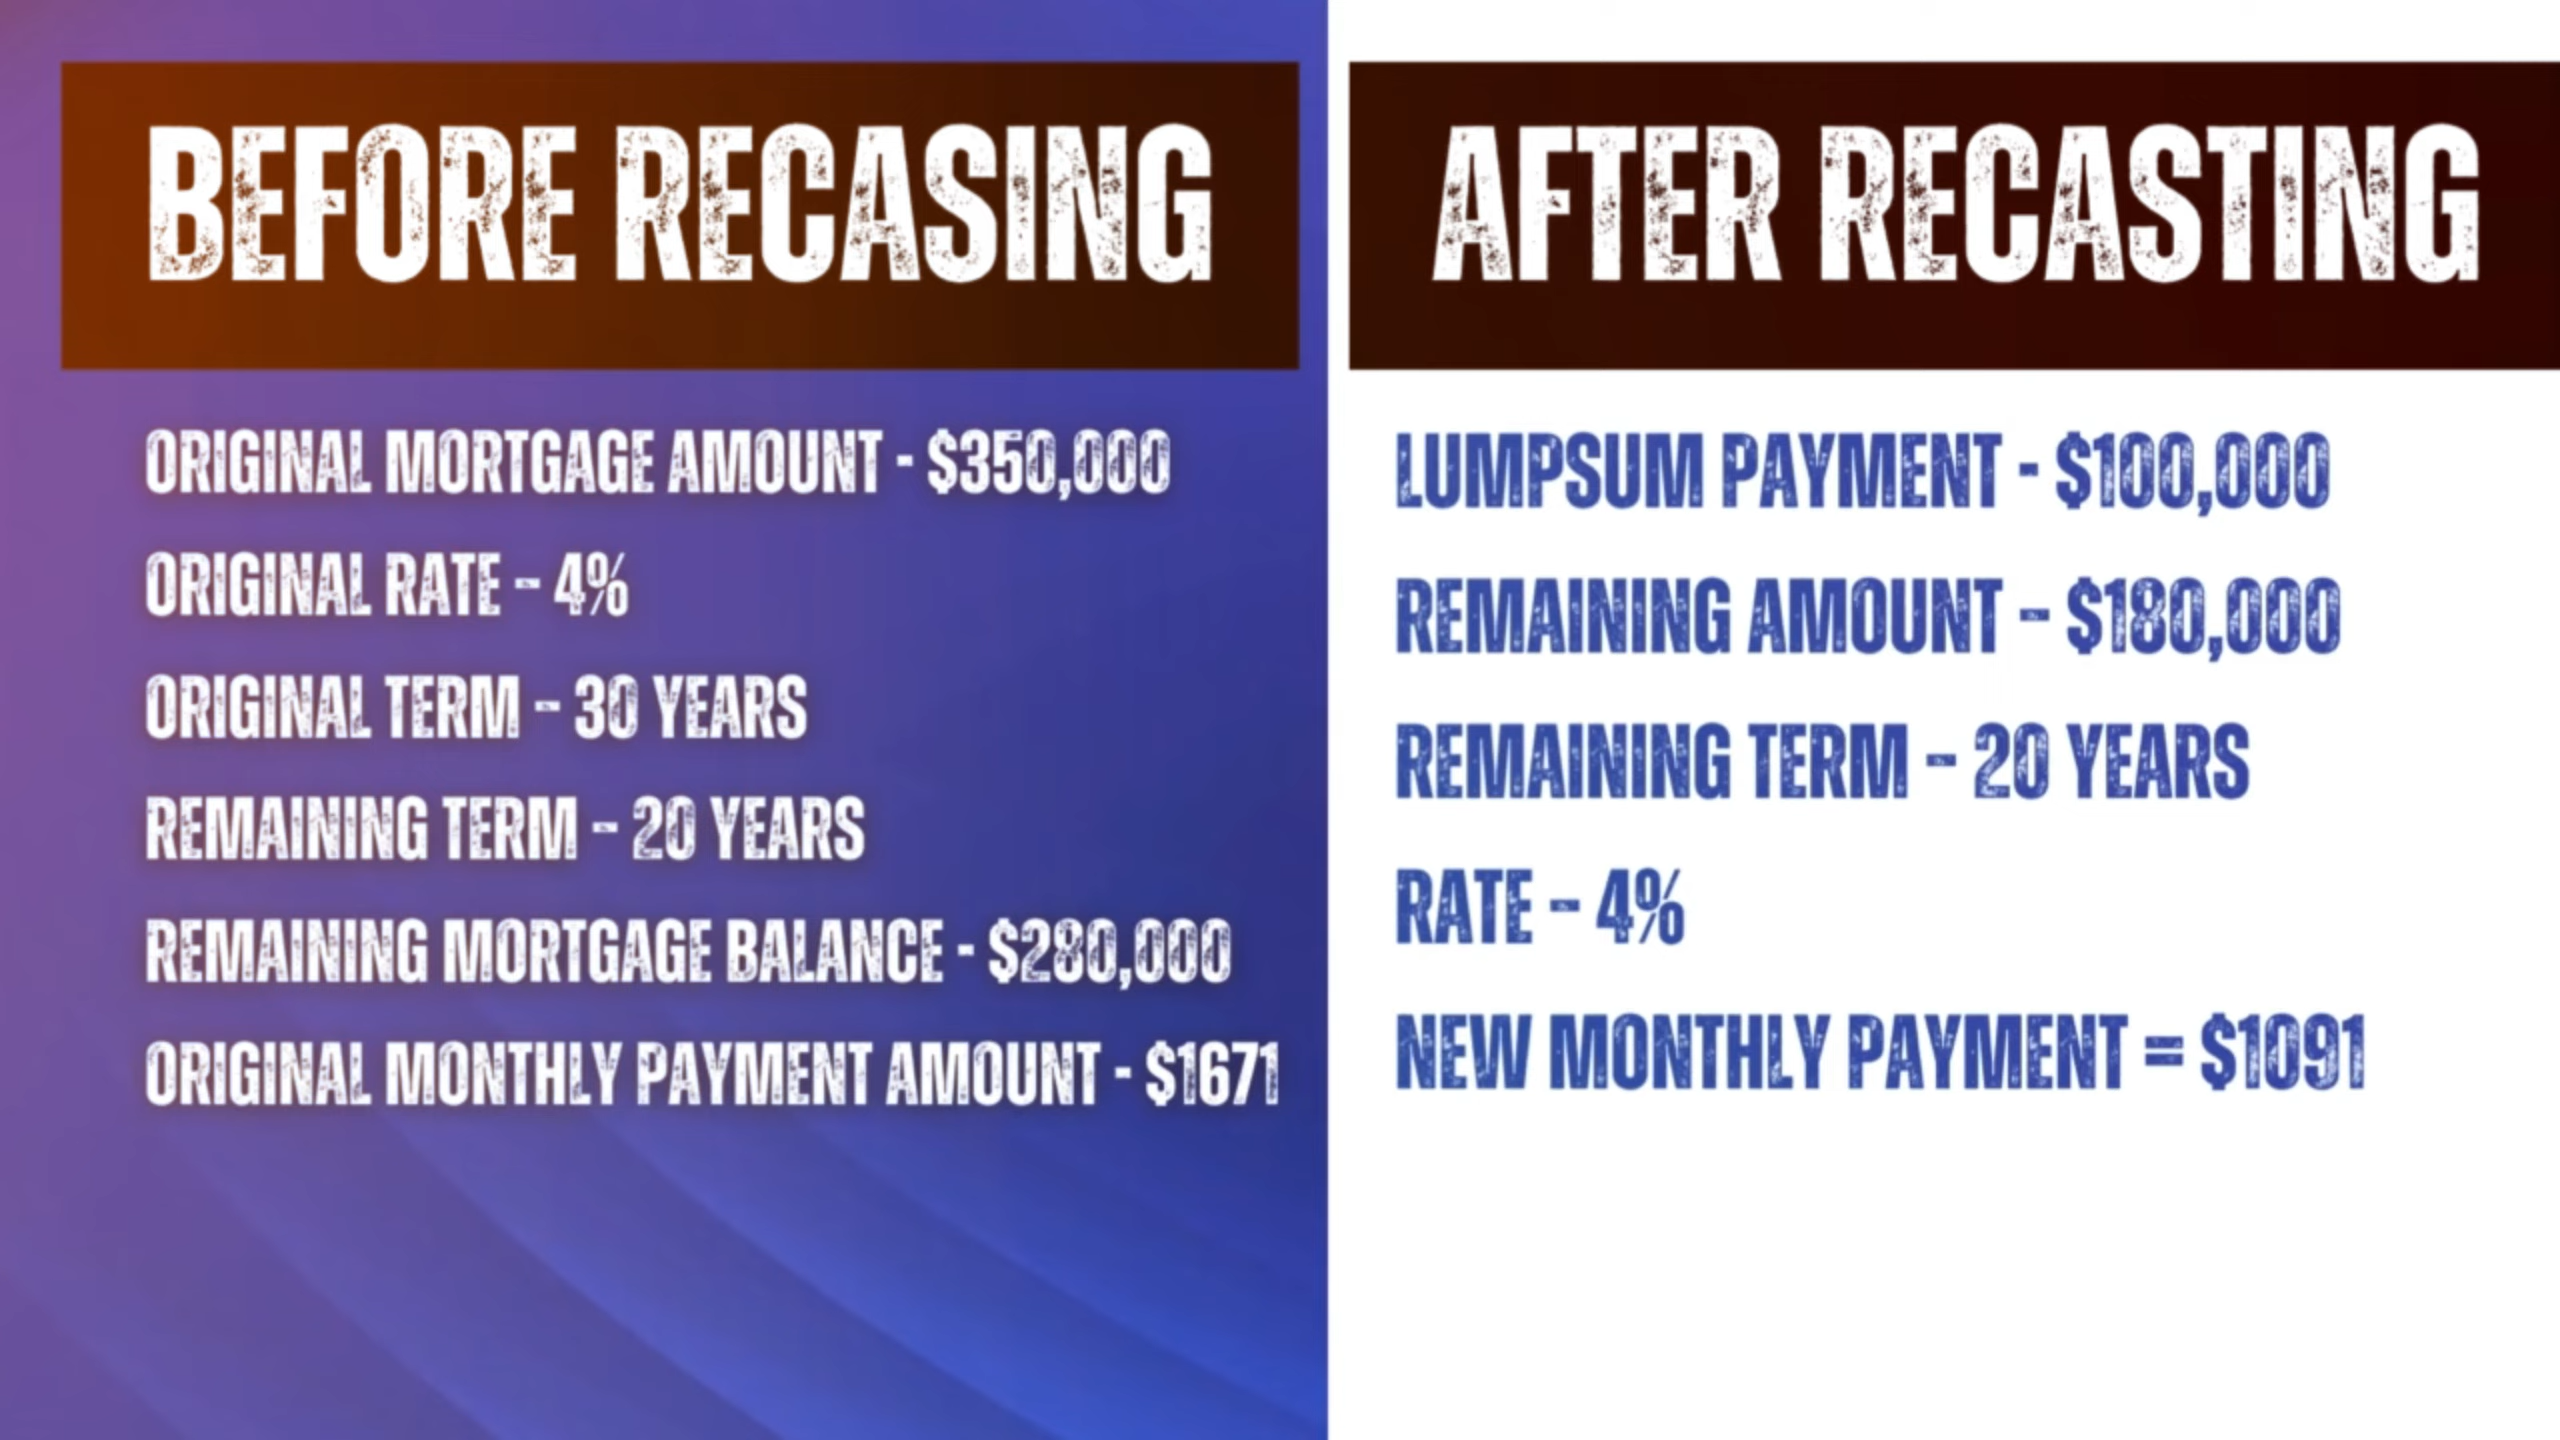 BEFORE RECASING
ORIGINAL MORTGAGE AMOUNT - $350,000
ORIGINAL RATE - 4%
ORIGINAL TERM - 30 YEARS
REMAINING TERM - 20 YEARS
REMAINING MORTGAGE BALANCE - $280,000
ORIGINAL MONTHLY PAYMENT AMOUNT - $1671
AFTER RECASTING
LUMPSUM PAYMENT - $100,000
REMAINING AMOUNT - $180,000
REMAINING TERM - 20 YEARS
RATE - 4%
NEW MONTHLY PAYMENT = $1091